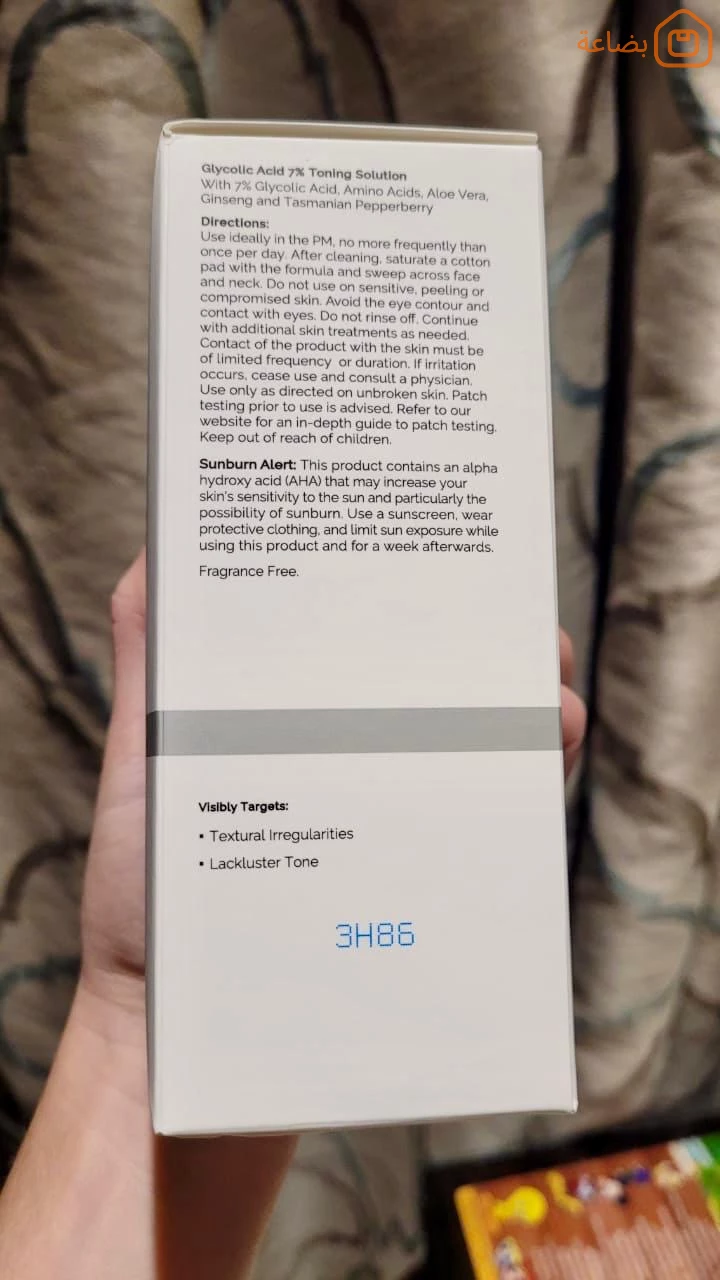 بضاعة
Glycolic Acid 7% Toning Solution
With 7% Glycolic Acid, Amino Acids, Aloe Vera,
Ginseng and Tasmanian Pepperberry
Directions:
Use ideally in the PM, no more frequently than
once per day. After cleaning, saturate a cotton
pad with the formula and sweep across face
and neck. Do not use on sensitive, peeling or
compromised skin. Avoid the eye contour and
contact with eyes. Do not rinse off. Continue
with additional skin treatments as needed.
Contact of the product with the skin must be
of limited frequency or duration. If irritation
occurs, cease use and consult a physician.
Use only as directed on unbroken skin. Patch
testing prior to use is advised. Refer to our
website for an in-depth guide to patch testing.
Keep out of reach of children.
Sunburn Alert: This product contains an alpha
hydroxy acid (AHA) that may increase your
skin's sensitivity to the sun and particularly the
possibility of sunburn. Use a sunscreen, wear
protective clothing, and limit sun exposure while
using this product and for a week afterwards.
Fragrance Free.
Visibly Targets:
▪ Textural Irregularities
▪ Lackluster Tone
3H86